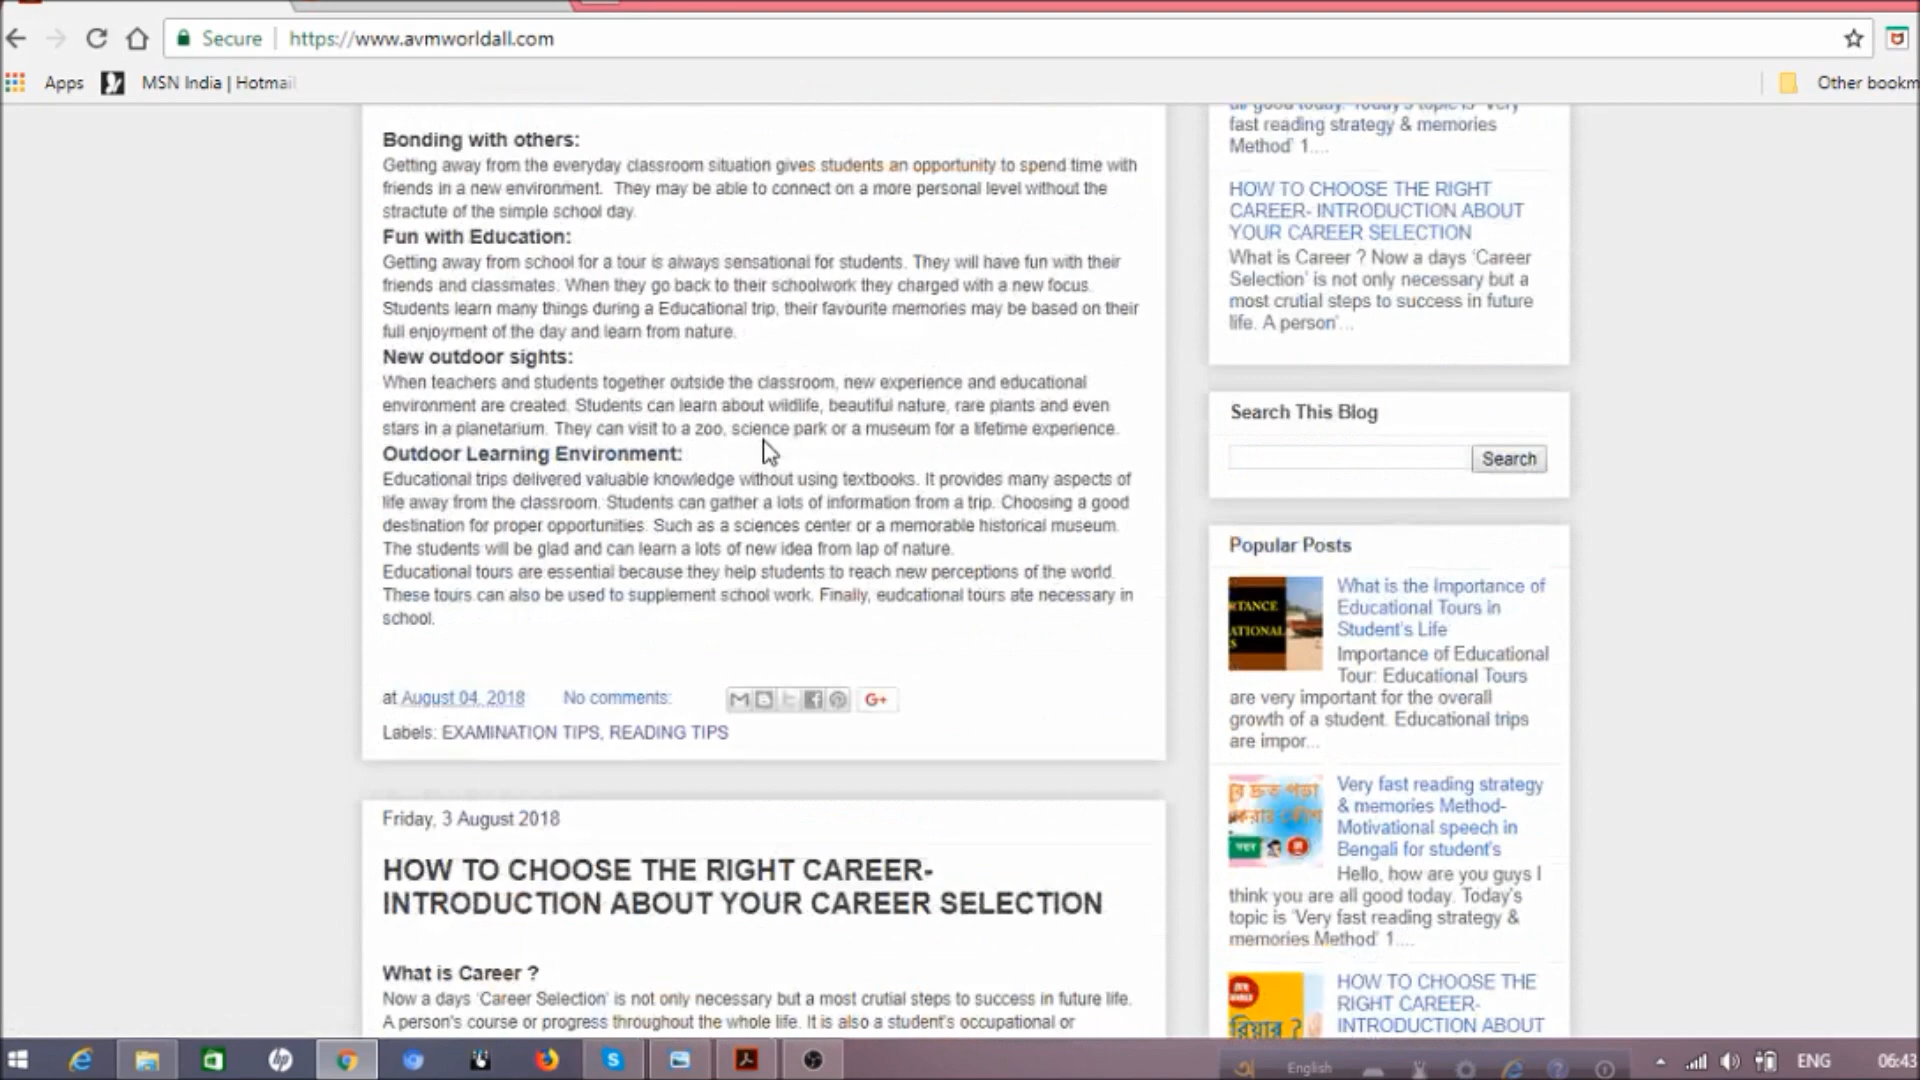 Secure
https://www.avmworldall.com
Apps
MSN India | Hotmail
Other bookm
Bonding with others:
Getting away from the everyday classroom situation gives students an opportunity to spend time with
friends in a new environment. They may be able to connect on a more personal level without the
stractute of the simple school day.
Fun with Education:
Getting away from school for a tour is always sensational for students. They will have fun with their
friends and classmates. When they go back to their schoolwork they charged with a new focus.
Students learn many things during a Educational trip, their favourite memories may be based on their
full enjoyment of the day and learn from nature.
New outdoor sights:
When teachers and students together outside the classroom, new experience and educational
environment are created. Students can learn about wildlife, beautiful nature, rare plants and even
stars in a planetarium. They can visit to a zoo, science park or a museum for a lifetime experience.
Outdoor Learning Environment:
Educational trips delivered valuable knowledge without using textbooks. It provides many aspects of
life away from the classroom. Students can gather a lots of information from a trip. Choosing a good
destination for proper opportunities. Such as a sciences center or a memorable historical museum.
The students will be glad and can learn a lots of new idea from lap of nature.
Educational tours are essential because they help students to reach new perceptions of the world.
These tours can also be used to supplement school work. Finally, eudcational tours ate necessary in
school.
at August 04, 2018
No comments:
G+
Labels: EXAMINATION TIPS, READING TIPS
Friday, 3 August 2018
HOW TO CHOOSE THE RIGHT CAREER-
INTRODUCTION ABOUT YOUR CAREER SELECTION
What is Career ?
Now a days 'Career Selection' is not only necessary but a most crutial steps to success in future life.
A person's course or progress throughout the whole life. It is also a student's occupational or
all good today. Today's topic is 'Very
fast reading strategy & memories
Method' 1....
HOW TO CHOOSE THE RIGHT
CAREER- INTRODUCTION ABOUT
YOUR CAREER SELECTION
What is Career ? Now a days 'Career
Selection' is not only necessary but a
most crutial steps to success in future
life. A person'...
Search This Blog
Search
Popular Posts
What is the Importance of
Educational Tours in
Student's Life
Importance of Educational
Tour: Educational Tours
are very important for the overall
growth of a student. Educational trips
are impor...
Very fast reading strategy
& memories Method-
Motivational speech in
Bengali for student's
Hello, how are you guys I
think you are all good today. Today's
topic is 'Very fast reading strategy &
memories Method' 1....
HOW TO CHOOSE THE
RIGHT CAREER-
INTRODUCTION ABOUT
English
ENG
06:43